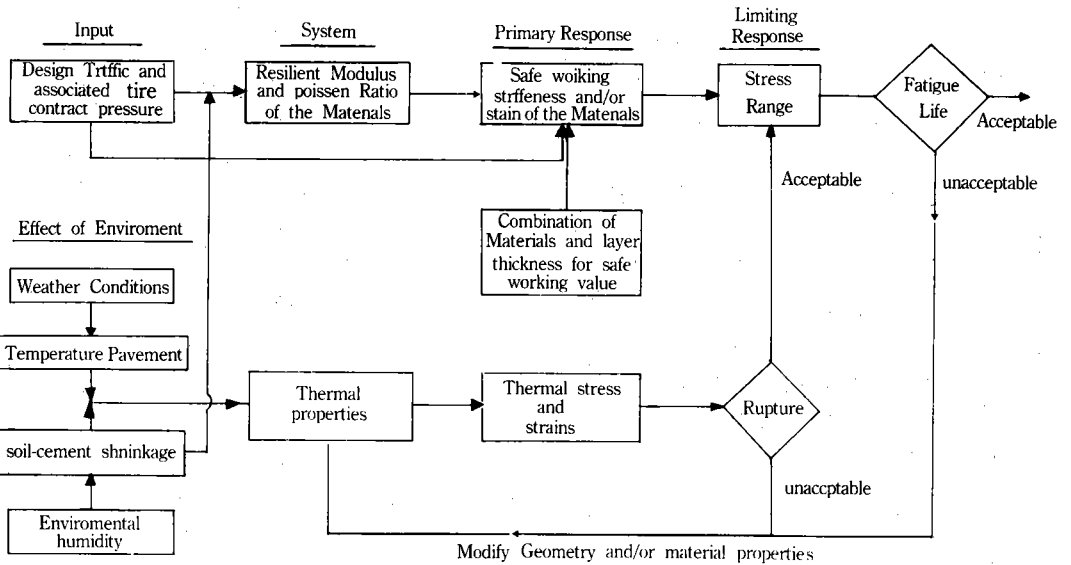 Input
System
Primary Response
Limiting
Response
Design Trtffic and
associated tire
contract pressure
Resilient Modulus
and poissen Ratio
of the Matenals
Safe woiking
strffeness and/or
stain of the Matenals
Stress
Range
Fatigue
Life
Acceptable
unacceptable
Acceptable
Combination of
Materials and layer
thickness for safe
working value
Effect of Enviroment
Weather Conditions
Temperature Pavement
Thermal
properties
Thermal stress
and
strains
Rupture
soil-cement shninkage
unaccptable
Enviromental
humidity
Modify Geometry and/or material properties